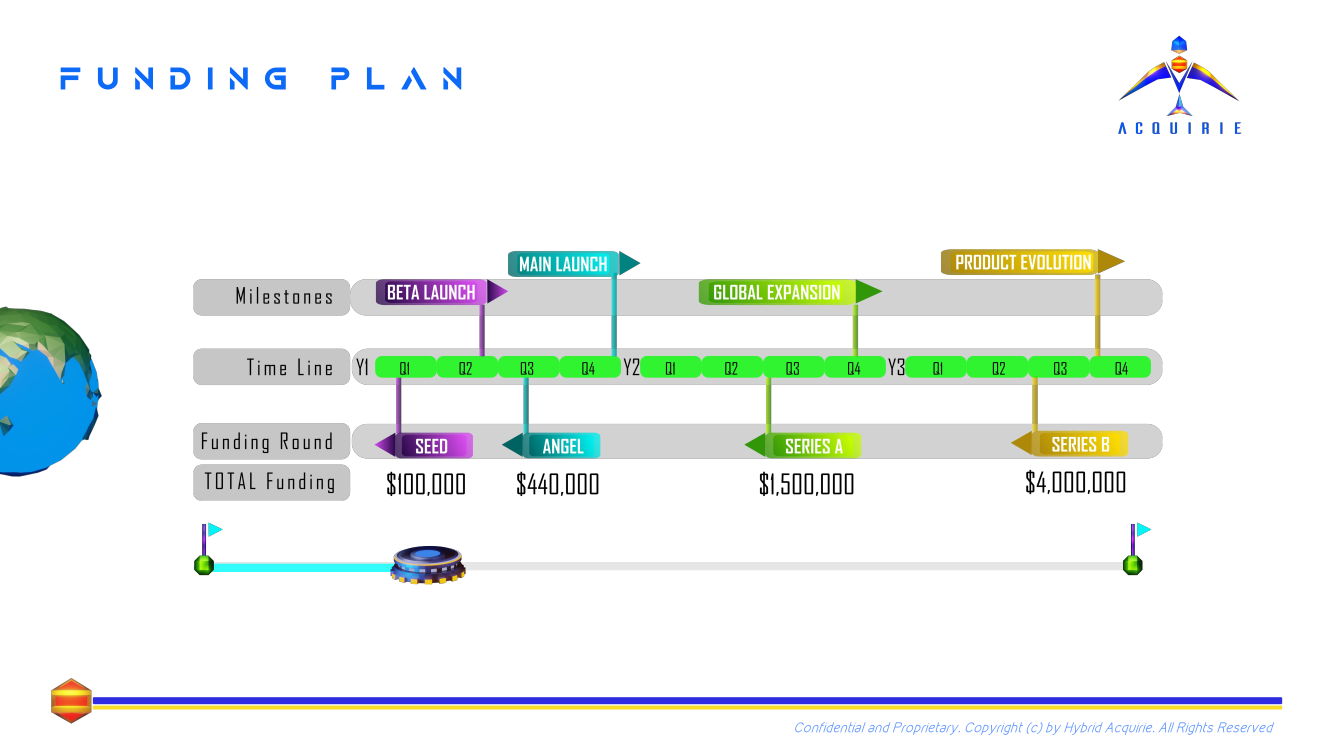 FUNDING PLAN
ACQUIRIE
MAIN LAUNCH
PRODUCT EVOLUTION
Milestones
BETA LAUNCH
GLOBAL EXPANSION
Time Line
Y1 Q1 Q2 Q3 Q4 Y2 Q1 Q2 Q3 Q4 Y3 Q1 Q2 Q3 Q4
Funding Round
SEED
ANGEL
SERIES A
SERIES B
TOTAL Funding
$100,000
$440,000
$1,500,000
$4,000,000
Confidential and Proprietary. Copyright (c) by Hybrid Acquirie. All Rights Reserved